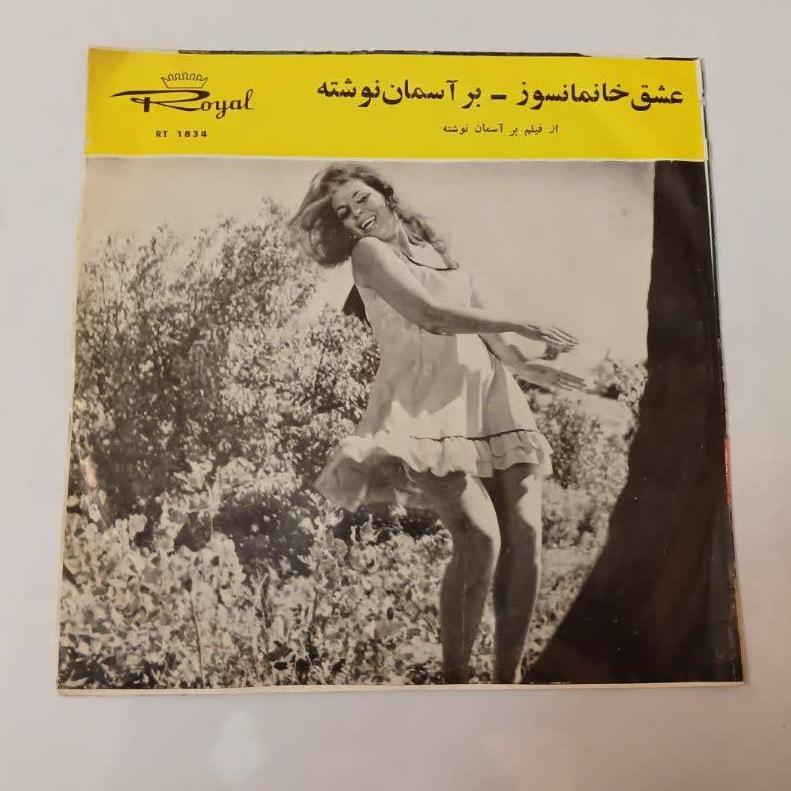 Royal
RT 1834
عشق خانمانسوز - بر آسمان نوشته
از فیلم بر آسمان نوشته